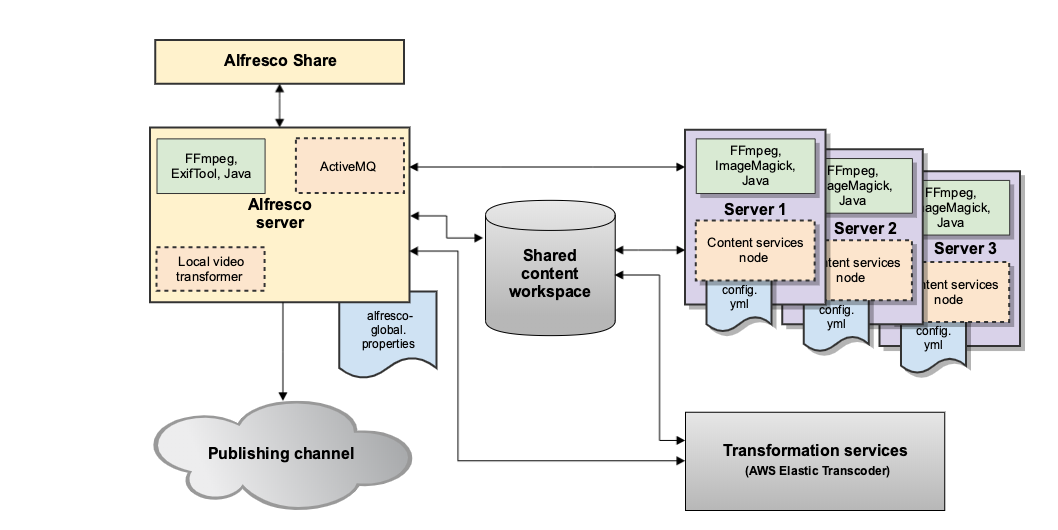 Alfresco Share
FFmpeg,
ExifTool, Java
ActiveMQ
Alfresco
server
Local video
transformer
alfresco-
global.
properties
Publishing channel
Shared
content
workspace
FFmpeg,
ImageMagick,
Java
Server 1
Content services
node
config.
yml
FFmpeg,
ageMagick,
Java
Server 2
tent services
node
config.
yml
FFmpeg,
ageMagick,
Java
Server 3
ntent services
node
config.
yml
Transformation services
(AWS Elastic Transcoder)